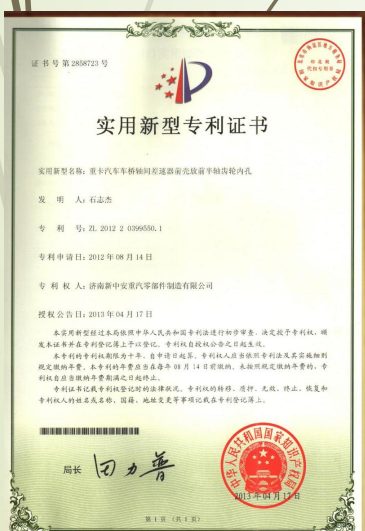 证书号第2858723号
实用新型专利证书
实用新型名称：重卡汽车车桥轴间差速器前壳放前半轴齿轮内孔
发 明 人：石志杰
专 利 号：ZL 2012 2 0399550.1
专利申请日：2012年08月14日
专 利 权 人：济南新中安重汽零部件制造有限公司
授权公告日：2013年04月17日
本实用新型经过本局依照中华人民共和国专利法进行初步审查，决定授予专利权，颁
发本证书并在专利登记簿上予以登记。专利权自授权公告之日起生效。
本专利的专利权期限为十年，自申请日起算。专利权人应当依照专利法及其实施细则
规定缴纳年费。本专利的年费应当在每年08月14日前缴纳。未按照规定缴纳年费的，专
利权自应当缴纳年费期满之日起终止。
专利证书记载专利权登记时的法律状况。专利权的转移、质押、无效、终止、恢复和
专利权人的姓名或名称、国籍、地址变更等事项记载在专利登记簿上。
局长 田力普
中华人民共和国国家知识产权局
2013年04月17日
第1页（共1页）